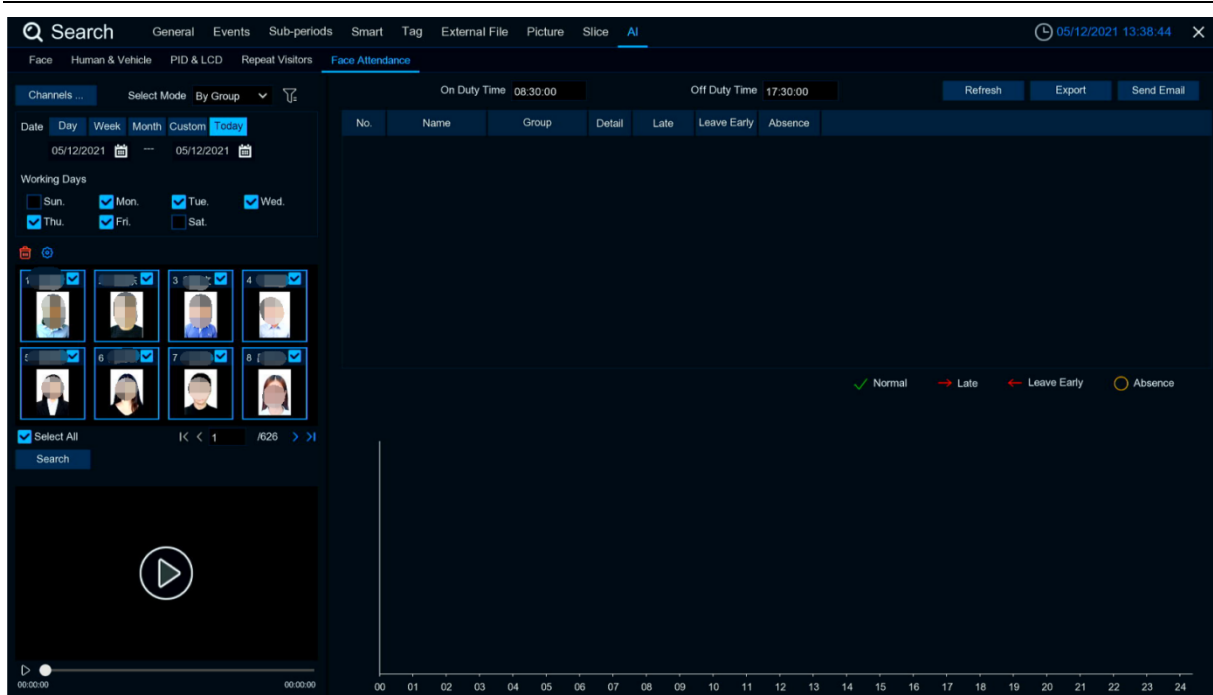 Search General Events Sub-periods Smart Tag External File Picture Slice AI 05/12/2021 13:38:44
Face Human & Vehicle PID & LCD Repeat Visitors Face Attendance
Channels ... Select Mode By Group On Duty Time 08:30:00 Off Duty Time 17:30:00 Refresh Export Send Email
Date Day Week Month Custom Today No. Name Group Detail Late Leave Early Absence
05/12/2021 --- 05/12/2021
Working Days
Sun. Mon. Tue. Wed.
Thu. Fri. Sat.
1 3 4
5 6 7 8
Normal Late Leave Early Absence
Select All 1 /626
Search
00:00:00 00:00:00
00 01 02 03 04 05 06 07 08 09 10 11 12 13 14 15 16 17 18 19 20 21 22 23 24